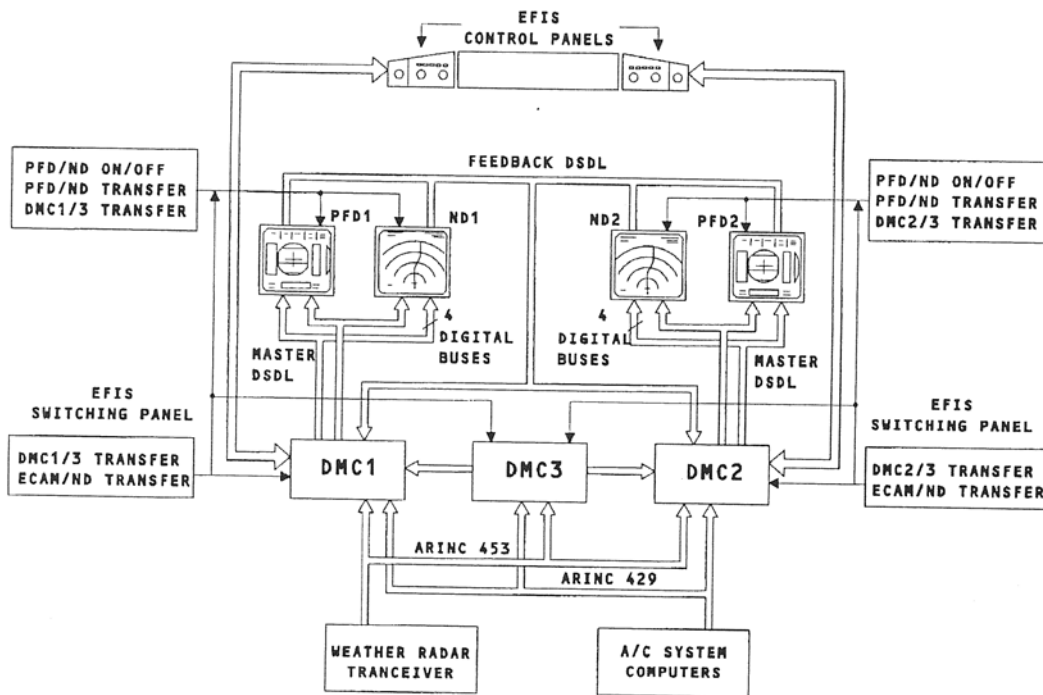 EFIS
CONTROL PANELS
FEEDBACK DSDL
PFD/ND ON/OFF
PFD/ND TRANSFER
DMC1/3 TRANSFER
PFD/ND ON/OFF
PFD/ND TRANSFER
DMC2/3 TRANSFER
PFD1
ND1
ND2
PFD2
4
DIGITAL
BUSES
4
DIGITAL
BUSES
MASTER
DSDL
MASTER
DSDL
EFIS
SWITCHING PANEL
EFIS
SWITCHING PANEL
DMC1/3 TRANSFER
ECAM/ND TRANSFER
DMC1
DMC3
DMC2
DMC2/3 TRANSFER
ECAM/ND TRANSFER
ARINC 453
ARINC 429
WEATHER RADAR
TRANCEIVER
A/C SYSTEM
COMPUTERS